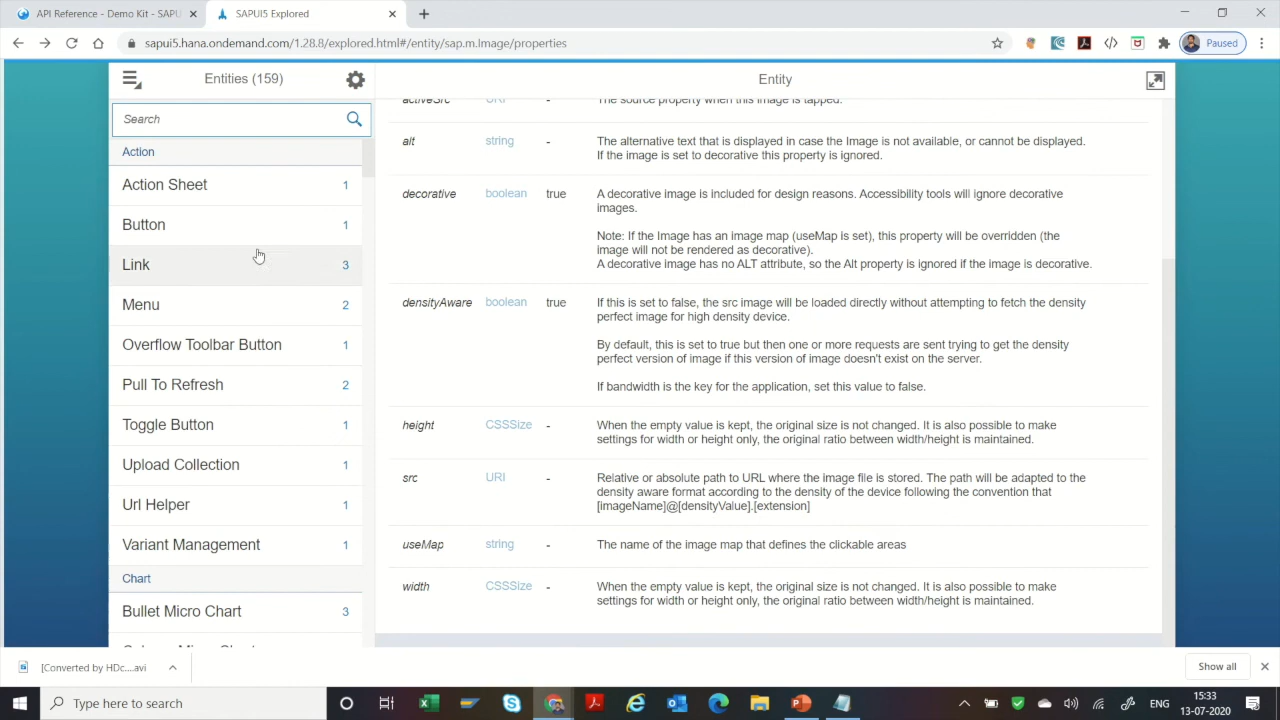 API Reference - Demo Kit - SAPU
SAPUI5 Explored
sapui5.hana.ondemand.com/1.28.8/explored.html#/entity/sap.m.Image/properties
Paused
Entities (159)
Entity
Search
Action
Action Sheet 1
Button 1
Link 3
Menu 2
Overflow Toolbar Button 1
Pull To Refresh 2
Toggle Button 1
Upload Collection 1
Url Helper 1
Variant Management 1
Chart
Bullet Micro Chart 3
activeSrc URI - The source property when this image is tapped.
alt string - The alternative text that is displayed in case the Image is not available, or cannot be displayed.
If the image is set to decorative this property is ignored.
decorative boolean true A decorative image is included for design reasons. Accessibility tools will ignore decorative
images.
Note: If the Image has an image map (useMap is set), this property will be overridden (the
image will not be rendered as decorative).
A decorative image has no ALT attribute, so the Alt property is ignored if the image is decorative.
densityAware boolean true If this is set to false, the src image will be loaded directly without attempting to fetch the density
perfect image for high density device.
By default, this is set to true but then one or more requests are sent trying to get the density
perfect version of image if this version of image doesn't exist on the server.
If bandwidth is the key for the application, set this value to false.
height CSSSize - When the empty value is kept, the original size is not changed. It is also possible to make
settings for width or height only, the original ratio between width/height is maintained.
src URI - Relative or absolute path to URL where the image file is stored. The path will be adapted to the
density aware format according to the density of the device following the convention that
[imageName]@[densityValue].[extension]
useMap string - The name of the image map that defines the clickable areas
width CSSSize - When the empty value is kept, the original size is not changed. It is also possible to make
settings for width or height only, the original ratio between width/height is maintained.
[Converted by HDc....avi
Show all
Type here to search
ENG
15:33
13-07-2020